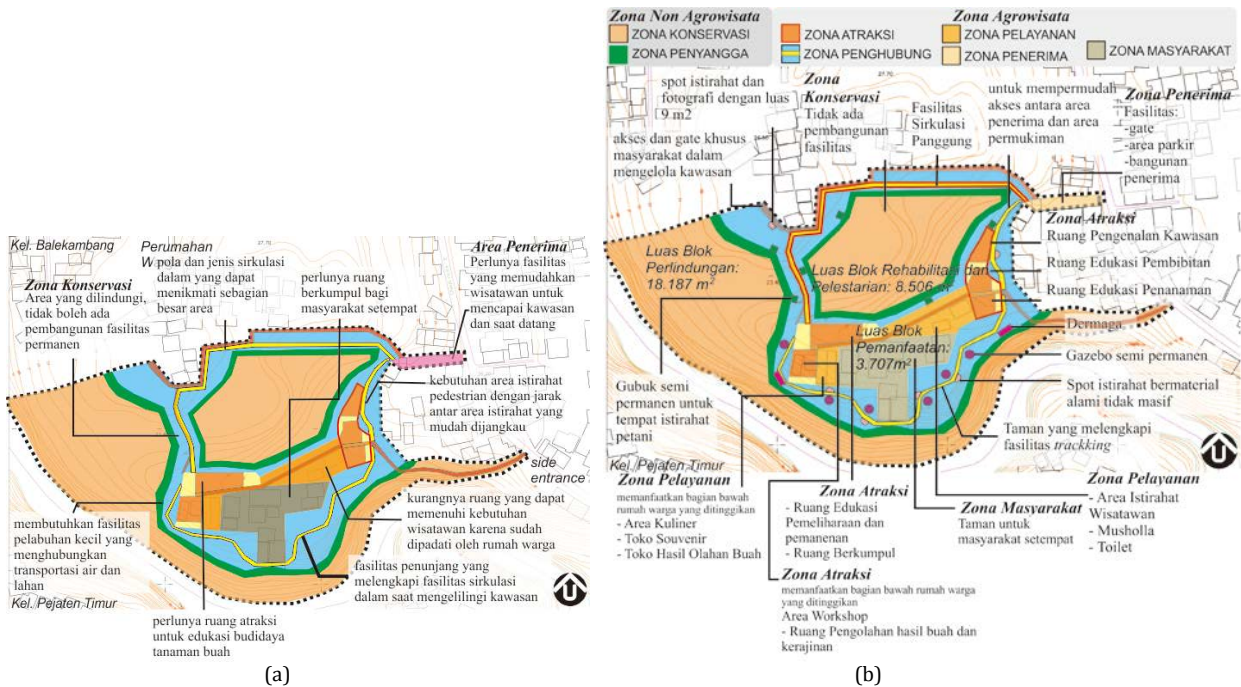 Kel. Balekambang
Perumahan
W
pola dan jenis sirkulasi
dalam yang dapat
menikmati sebagian
besar area
Zona Konservasi
Area yang dilindungi,
tidak boleh ada
pembangunan fasilitas
permanen
perlunya ruang
berkumpul bagi
masyarakat setempat
Area Penerima
Perlunya fasilitas
yang memudahkan
wisatawan untuk
mencapai kawasan
dan saat datang
kebutuhan area istirahat
pedestrian dengan jarak
antar area istirahat yang
mudah dijangkau
side
entrance
kurangnya ruang yang dapat
memenuhi kebutuhan
wisatawan karena sudah
dipadati oleh rumah warga
membutuhkan fasilitas
pelabuhan kecil yang
menghubungkan
transportasi air dan
lahan
Kel. Pejaten Timur
fasilitas penunjang yang
melengkapi fasilitas sirkulasi
dalam saat mengelilingi kawasan
perlunya ruang atraksi
untuk edukasi budidaya
tanaman buah
(a)
Zona Non Agrowisata
ZONA KONSERVASI
ZONA PENYANGGA
Zona Agrowisata
ZONA ATRAKSI
ZONA PELAYANAN
ZONA PENGHUBUNG
ZONA PENERIMA
ZONA MASYARAKAT
spot istirahat dan
fotografi dengan luas
9 m2
akses dan gate khusus
masyarakat dalam
mengelola kawasan
Zona
Konservasi
Tidak ada
pembangunan
fasilitas
27.70
Fasilitas
Sirkulasi
Panggung
untuk mempermudah
akses antara area
penerima dan area
permukiman
Zona Penerima
Fasilitas:
-gate
-area parkir
-bangunan
penerima
Luas Blok
Perlindungan:
18.187 m²
Luas Blok Rehabilitasi dan
Pelestarian: 8.506 m²
Luas Blok
Pemanfaatan:
3.707m²
Zona Atraksi
Ruang Pengenalan Kawasan
Ruang Edukasi Pembibitan
Ruang Edukasi Penanaman
Dermaga
Gazebo semi permanen
Spot istirahat bermaterial
alami tidak masif
Taman yang melengkapi
fasilitas trackking
Gubuk semi
permanen untuk
tempat istirahat
petani
Kel. Pejaten Timur
Zona Pelayanan
memanfaatkan bagian bawah
rumah warga yang ditinggikan
- Area Kuliner
- Toko Souvenir
- Toko Hasil Olahan Buah
Zona Atraksi
- Ruang Edukasi
Pemeliharaan dan
pemanenan
- Ruang Berkumpul
Zona Atraksi
memanfaatkan bagian bawah rumah warga
yang ditinggikan
Area Workshop
- Ruang Pengolahan hasil buah dan
kerajinan
Zona Masyarakat
Taman untuk
masyarakat setempat
Zona Pelayanan
- Area Istirahat
Wisatawan
- Musholla
- Toilet
(b)